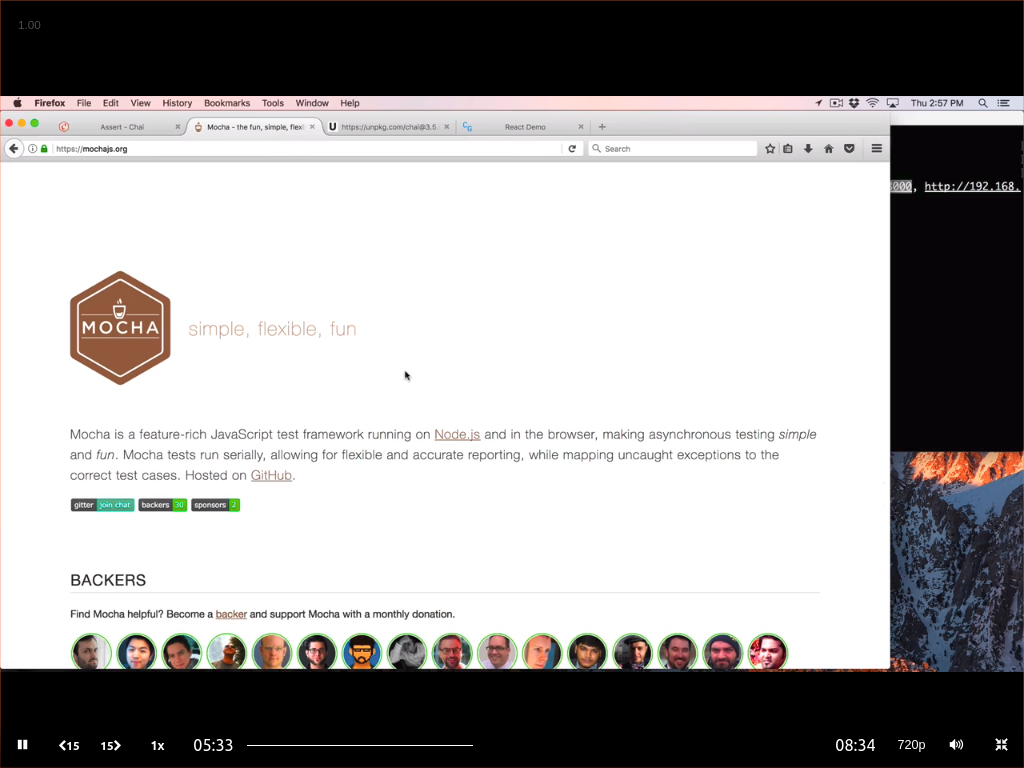 1.00
Firefox File Edit View History Bookmarks Tools Window Help
Thu 2:57 PM
Assert - Chai
Mocha - the fun, simple, flexi
https://unpkg.com/chai@3.5.
React Demo
https://mochajs.org
Search
000, http://192.168.
MOCHA
simple, flexible, fun
Mocha is a feature-rich JavaScript test framework running on Node.js and in the browser, making asynchronous testing simple
and fun. Mocha tests run serially, allowing for flexible and accurate reporting, while mapping uncaught exceptions to the
correct test cases. Hosted on GitHub.
gitter join chat backers 30 sponsors 2
BACKERS
Find Mocha helpful? Become a backer and support Mocha with a monthly donation.
15 15 1x 05:33 08:34 720p